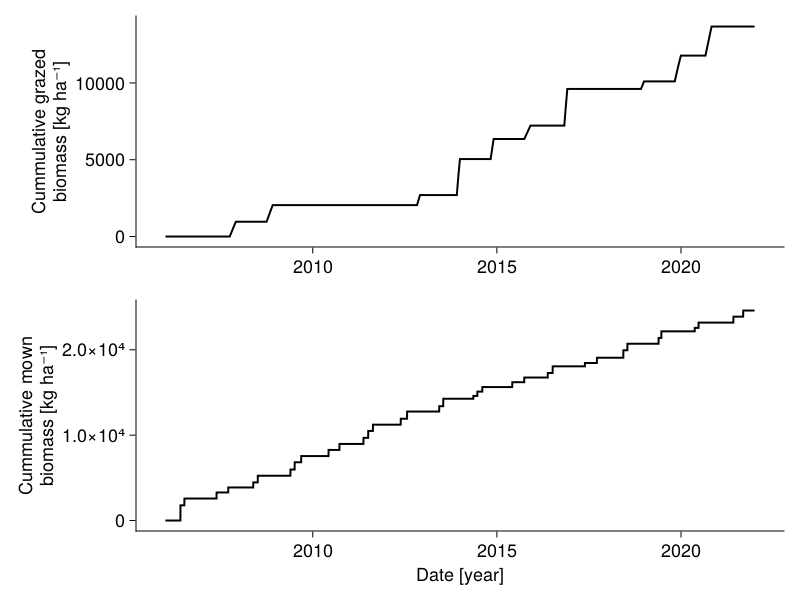 Cummulative grazed
biomass [kg ha⁻¹]
10000
5000
0
2010 2015 2020
Cummulative mown
biomass [kg ha⁻¹]
2.0×10⁴
1.0×10⁴
0
2010 2015 2020
Date [year]